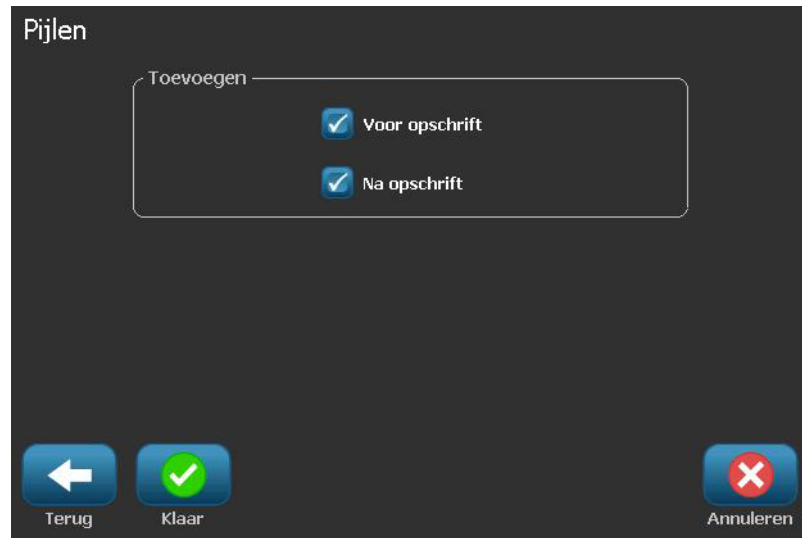 Pijlen
Toevoegen
Voor opschrift
Na opschrift
Terug
Klaar
Annuleren